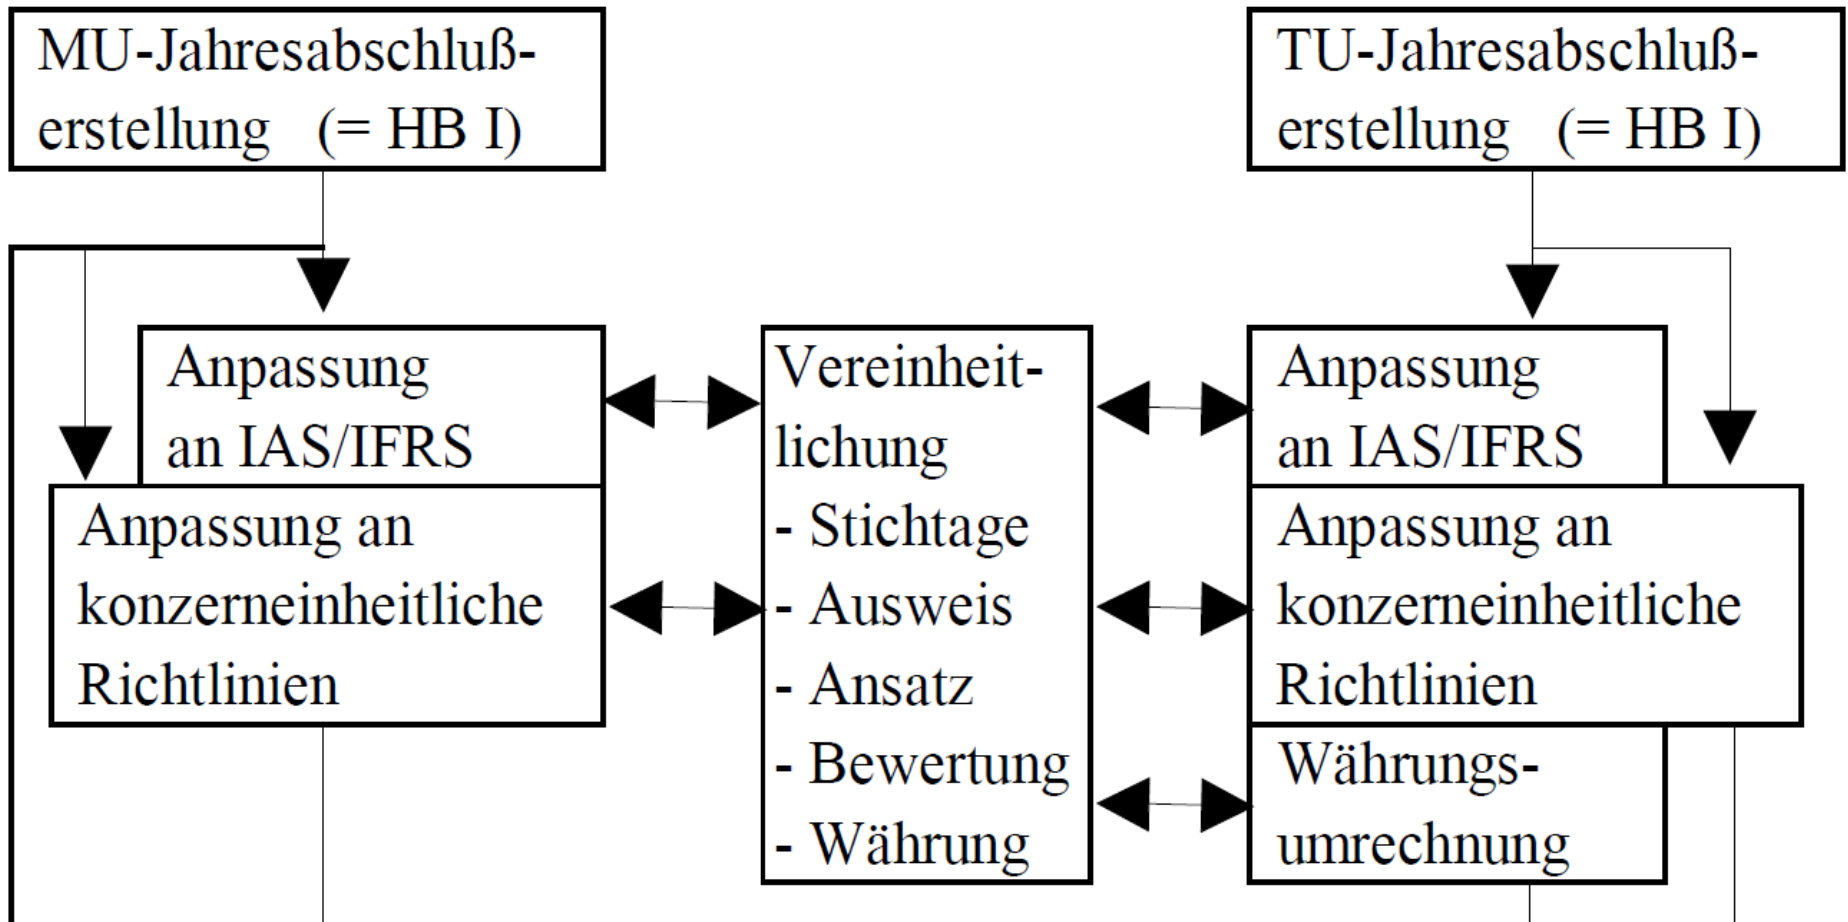 MU-Jahresabschluß-
erstellung (= HB I)
TU-Jahresabschluß-
erstellung (= HB I)
Anpassung
an IAS/IFRS
Anpassung an
konzerneinheitliche
Richtlinien
Vereinheit-
lichung
- Stichtage
- Ausweis
- Ansatz
- Bewertung
- Währung
Anpassung
an IAS/IFRS
Anpassung an
konzerneinheitliche
Richtlinien
Währungs-
umrechnung